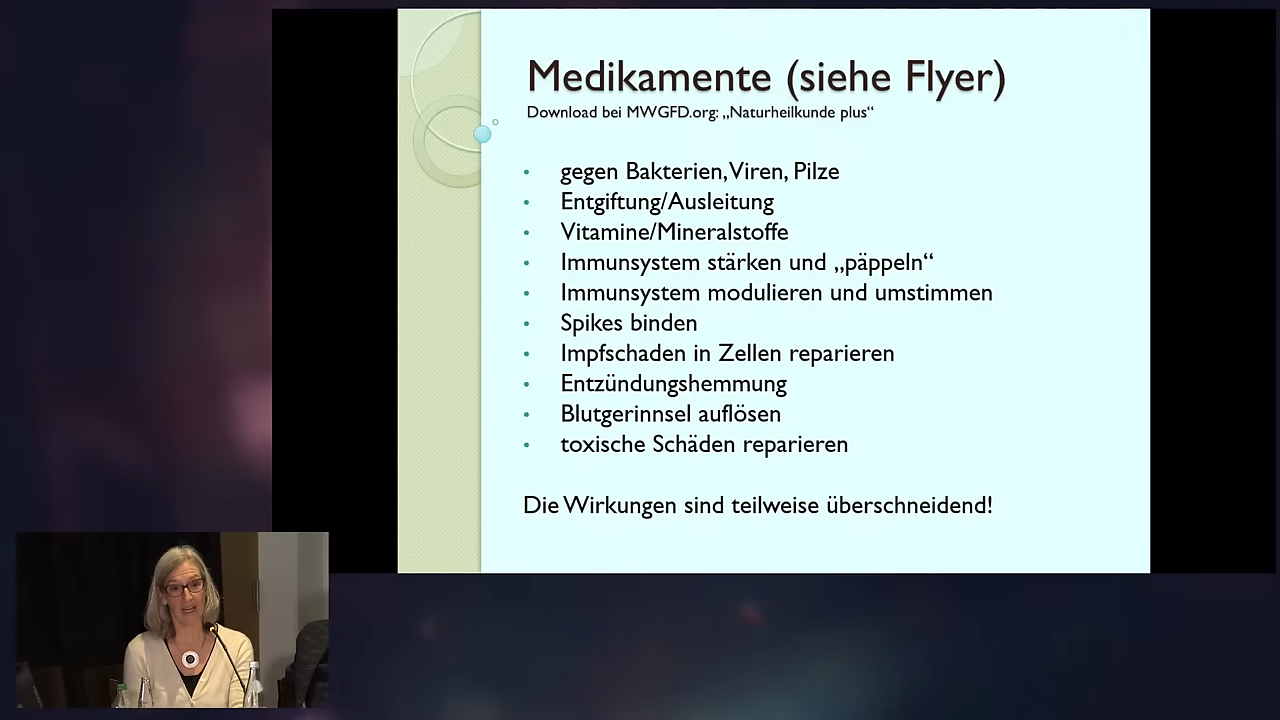 Medikamente (siehe Flyer)
Download bei MWGFD.org: „Naturheilkunde plus“
• gegen Bakterien, Viren, Pilze
• Entgiftung/Ausleitung
• Vitamine/Mineralstoffe
• Immunsystem stärken und „päppeln“
• Immunsystem modulieren und umstimmen
• Spikes binden
• Impfschaden in Zellen reparieren
• Entzündungshemmung
• Blutgerinnsel auflösen
• toxische Schäden reparieren
Die Wirkungen sind teilweise überschneidend!